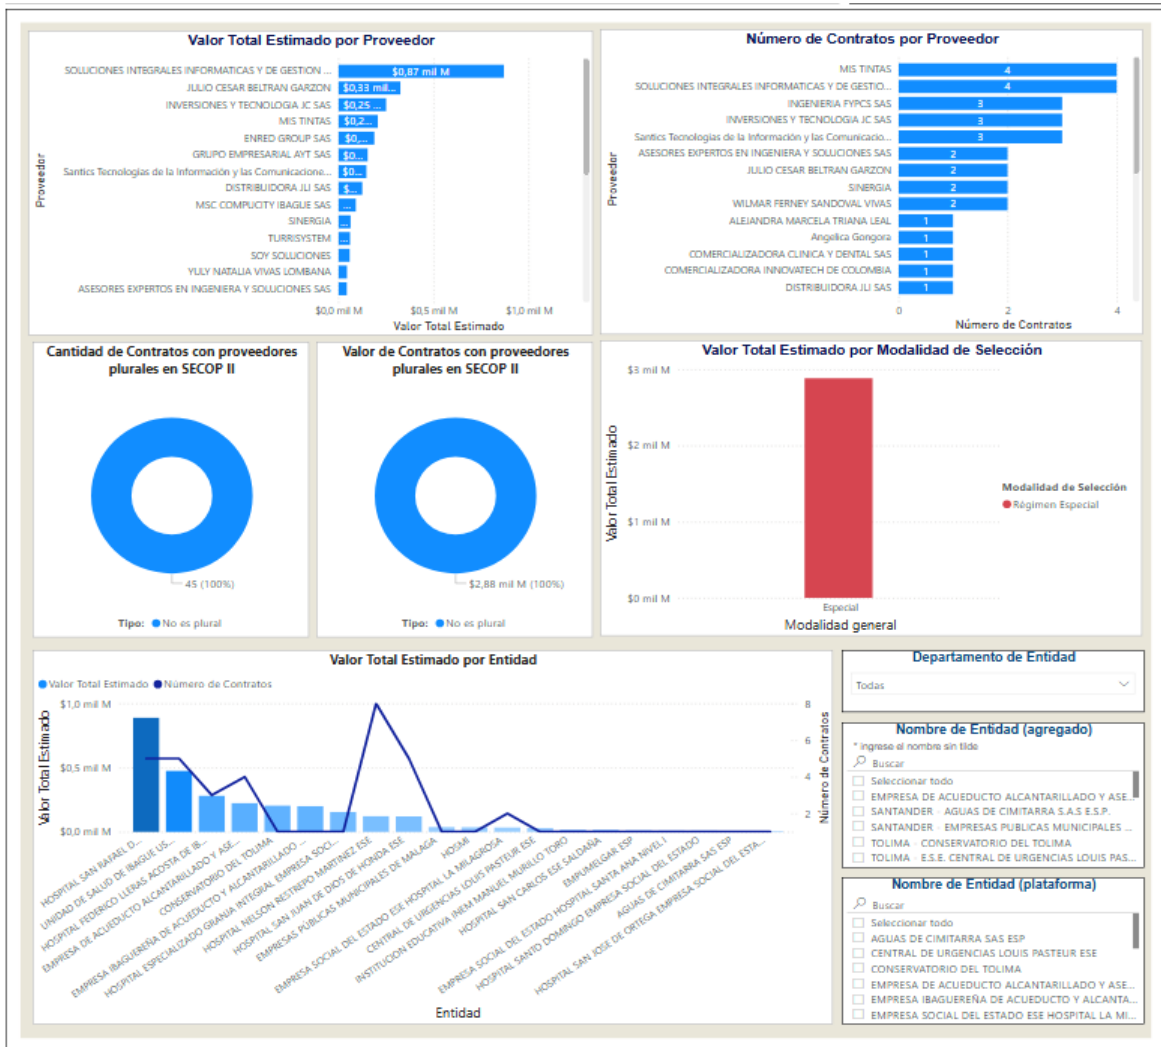 Valor Total Estimado por Proveedor
Proveedor
SOLUCIONES INTEGRALES INFORMATICAS Y DE GESTION ...
$0,87 mil M
JULIO CESAR BELTRAN GARZON
$0,33 mil...
INVERSIONES Y TECNOLOGIA JC SAS
$0,25 ...
MIS TINTAS
$0,2...
ENRED GROUP SAS
$0,...
GRUPO EMPRESARIAL AYT SAS
$0...
Santics Tecnologías de la Información y las Comunicacione...
$0...
DISTRIBUIDORA JLI SAS
$...
MSC COMPUCITY IBAGUE SAS
...
SINERGIA
...
TURRISYSTEM
...
SOY SOLUCIONES
YULY NATALIA VIVAS LOMBANA
ASESORES EXPERTOS EN INGENIERA Y SOLUCIONES SAS
$0,0 mil M
$0,5 mil M
$1,0 mil M
Valor Total Estimado
Número de Contratos por Proveedor
Proveedor
MIS TINTAS
4
SOLUCIONES INTEGRALES INFORMATICAS Y DE GESTIO...
4
INGENIERIA FYPCS SAS
3
INVERSIONES Y TECNOLOGIA JC SAS
3
Santics Tecnologías de la Información y las Comunicacio...
3
ASESORES EXPERTOS EN INGENIERA Y SOLUCIONES SAS
2
JULIO CESAR BELTRAN GARZON
2
SINERGIA
2
WILMAR FERNEY SANDOVAL VIVAS
2
ALEJANDRA MARCELA TRIANA LEAL
1
Angelica Gongora
1
COMERCIALIZADORA CLINICA Y DENTAL SAS
1
COMERCIALIZADORA INNOVATECH DE COLOMBIA
1
DISTRIBUIDORA JLI SAS
1
0
2
4
Número de Contratos
Cantidad de Contratos con proveedores
plurales en SECOP II
45 (100%)
Tipo: No es plural
Valor de Contratos con proveedores
plurales en SECOP II
$2,88 mil M (100%)
Tipo: No es plural
Valor Total Estimado por Modalidad de Selección
Valor Total Estimado
$3 mil M
$2 mil M
$1 mil M
$0 mil M
Especial
Modalidad general
Modalidad de Selección
Régimen Especial
Valor Total Estimado por Entidad
Valor Total Estimado Número de Contratos
Valor Total Estimado
$1,0 mil M
$0,5 mil M
$0,0 mil M
8
6
4
2
Número de Contratos
HOSPITAL SAN RAFAEL D...
UNIDAD DE SALUD DE IBAGUE US...
HOSPITAL FEDERICO LLERAS ACOSTA DE IB...
EMPRESA DE ACUEDUCTO ALCANTARILLADO Y ASE...
CONSERVATORIO DEL TOLIMA
EMPRESA IBAGUEREÑA DE ACUEDUCTO Y ALCANTARILLADO ...
HOSPITAL ESPECIALIZADO GRANJA INTEGRAL EMPRESA SOCI...
HOSPITAL NELSON RESTREPO MARTINEZ ESE
HOSPITAL SAN JUAN DE DIOS DE HONDA ESE
EMPRESAS PÚBLICAS MUNICIPALES DE MALAGA
HOSMI
EMPRESA SOCIAL DEL ESTADO ESE HOSPITAL LA MILAGROSA
CENTRAL DE URGENCIAS LOUIS PASTEUR ESE
INSTITUCION EDUCATIVA INEM MANUEL MURILLO TORO
HOSPITAL SAN CARLOS ESE SALDAÑA
EMPUMELGAR ESP
EMPRESA SOCIAL DEL ESTADO HOSPITAL SANTA ANA NIVEL I
HOSPITAL SANTO DOMINGO EMPRESA SOCIAL DEL ESTADO
AGUAS DE CIMITARRA SAS ESP
HOSPITAL SAN JOSE DE ORTEGA EMPRESA SOCIAL DEL ESTA...
Entidad
Departamento de Entidad
Todas
Nombre de Entidad (agregado)
* ingrese el nombre sin tilde
Buscar
Seleccionar todo
EMPRESA DE ACUEDUCTO ALCANTARILLADO Y ASE...
SANTANDER - AGUAS DE CIMITARRA S.A.S E.S.P.
SANTANDER - EMPRESAS PUBLICAS MUNICIPALES ...
TOLIMA - CONSERVATORIO DEL TOLIMA
TOLIMA - E.S.E. CENTRAL DE URGENCIAS LOUIS PAS...
Nombre de Entidad (plataforma)
Buscar
Seleccionar todo
AGUAS DE CIMITARRA SAS ESP
CENTRAL DE URGENCIAS LOUIS PASTEUR ESE
CONSERVATORIO DEL TOLIMA
EMPRESA DE ACUEDUCTO ALCANTARILLADO Y ASE...
EMPRESA IBAGUEREÑA DE ACUEDUCTO Y ALCANTA...
EMPRESA SOCIAL DEL ESTADO ESE HOSPITAL LA MI...